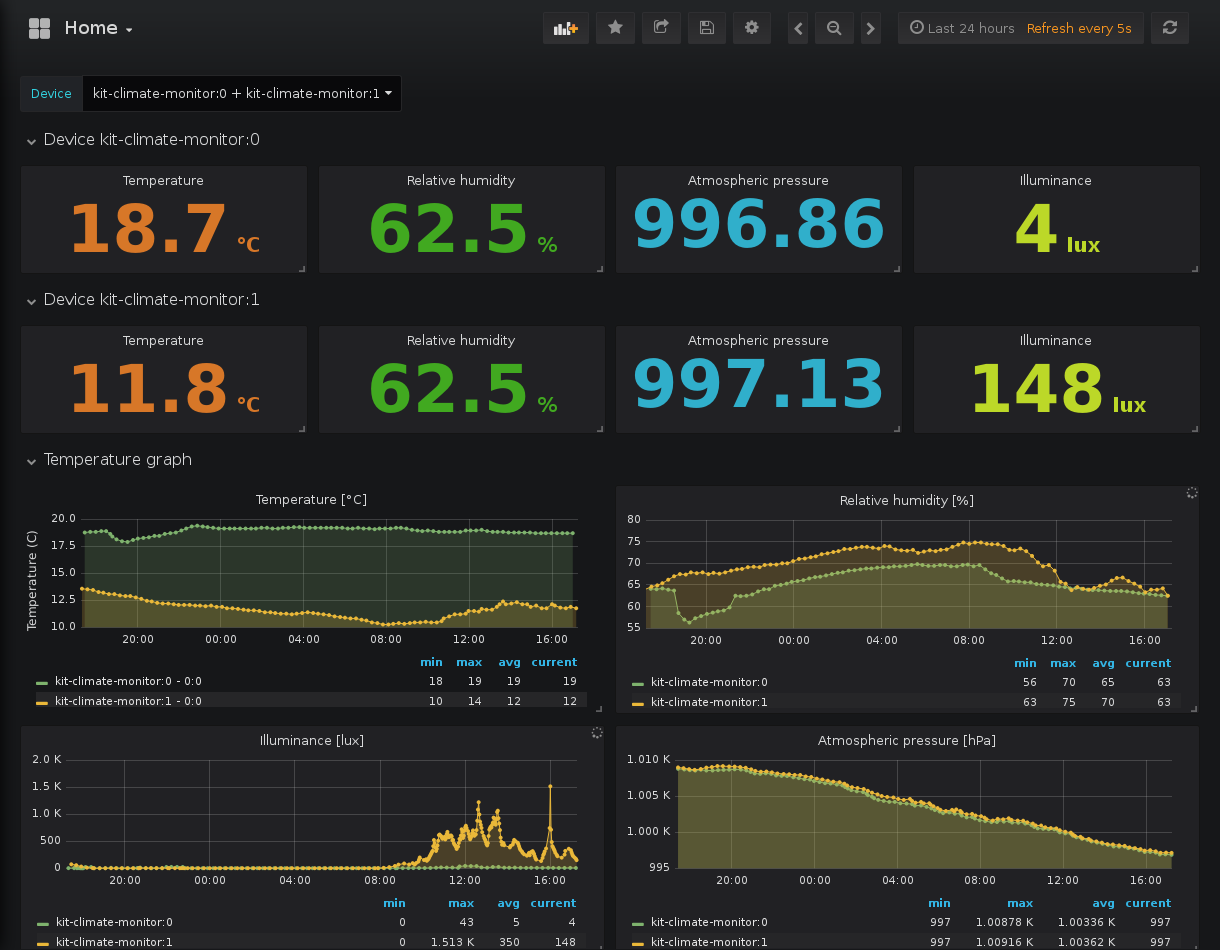 Home
Last 24 hours Refresh every 5s
Device kit-climate-monitor:0 + kit-climate-monitor:1
Device kit-climate-monitor:0
Temperature Relative humidity Atmospheric pressure Illuminance
18.7 °C 62.5 % 996.86 4 lux
Device kit-climate-monitor:1
Temperature Relative humidity Atmospheric pressure Illuminance
11.8 °C 62.5 % 997.13 148 lux
Temperature graph
Temperature [°C]
Temperature (C)
20.0
17.5
15.0
12.5
10.0
20:00 00:00 04:00 08:00 12:00 16:00
min max avg current
kit-climate-monitor:0 - 0:0 18 19 19 19
kit-climate-monitor:1 - 0:0 10 14 12 12
Relative humidity [%]
80
75
70
65
60
55
20:00 00:00 04:00 08:00 12:00 16:00
min max avg current
kit-climate-monitor:0 56 70 65 63
kit-climate-monitor:1 63 75 70 63
Illuminance [lux]
2.0 K
1.5 K
1.0 K
500
0
20:00 00:00 04:00 08:00 12:00 16:00
min max avg current
kit-climate-monitor:0 0 43 5 4
kit-climate-monitor:1 0 1.513 K 350 148
Atmospheric pressure [hPa]
1.010 K
1.005 K
1.000 K
995
20:00 00:00 04:00 08:00 12:00 16:00
min max avg current
kit-climate-monitor:0 997 1.00878 K 1.00336 K 997
kit-climate-monitor:1 997 1.00916 K 1.00362 K 997